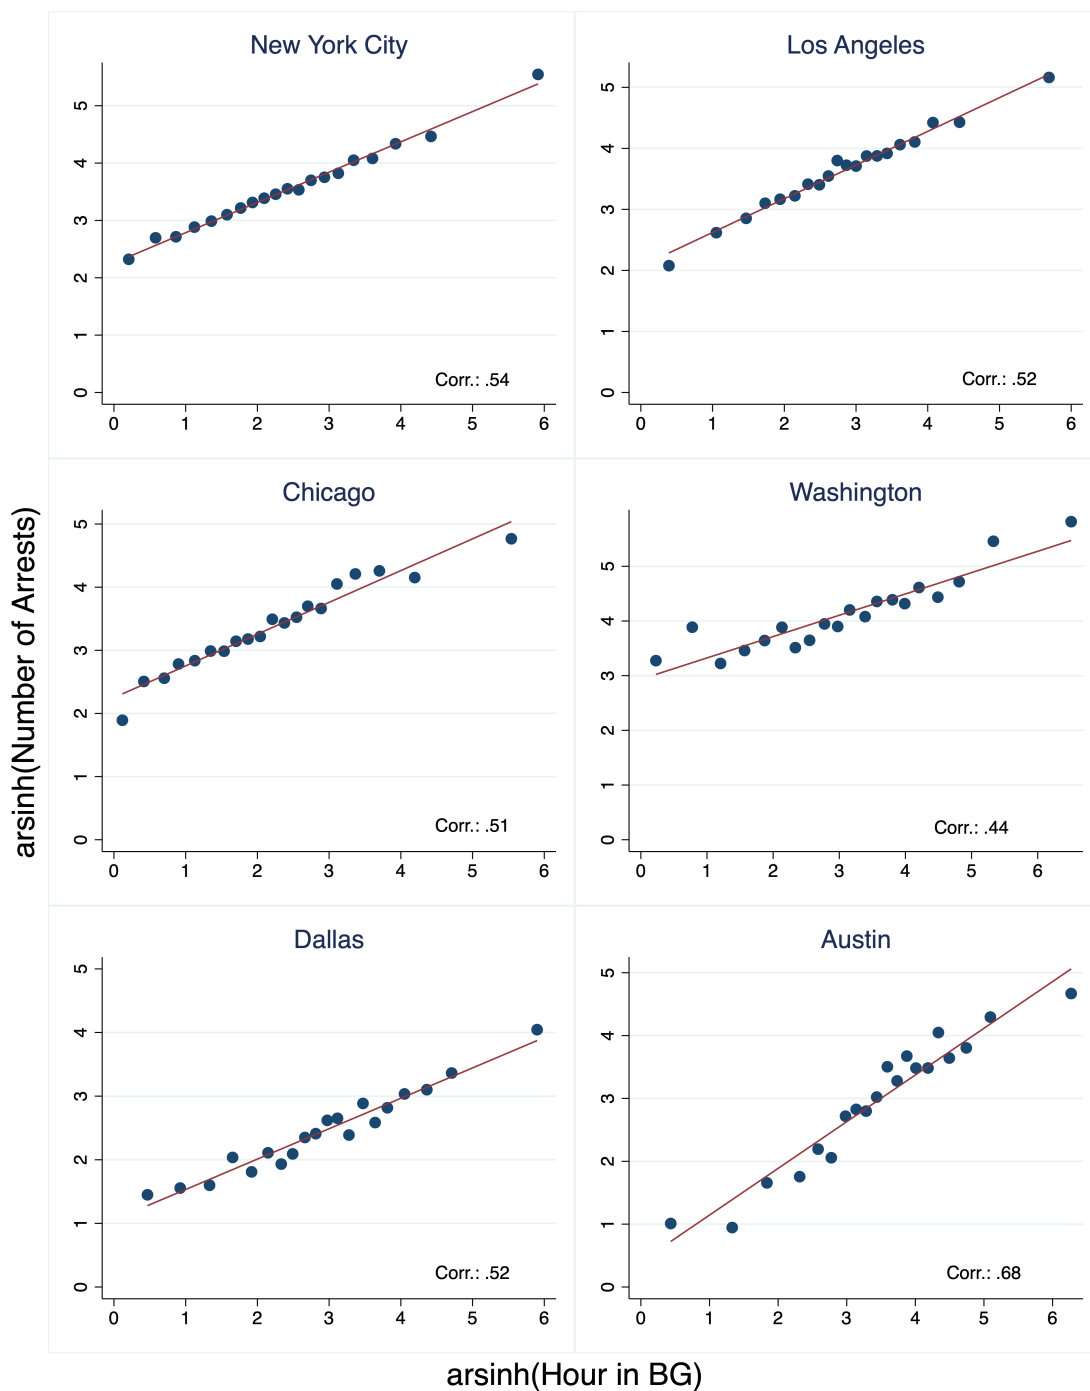 New York City
5
4
3
2
1
0
Corr.: .54
0 1 2 3 4 5 6
Los Angeles
5
4
3
2
1
0
Corr.: .52
0 1 2 3 4 5 6
Chicago
5
4
3
2
1
0
Corr.: .51
0 1 2 3 4 5 6
Washington
5
4
3
2
1
0
Corr.: .44
0 1 2 3 4 5 6
Dallas
5
4
3
2
1
0
Corr.: .52
0 1 2 3 4 5 6
Austin
5
4
3
2
1
0
Corr.: .68
0 1 2 3 4 5 6
arsinh(Number of Arrests)
arsinh(Hour in BG)